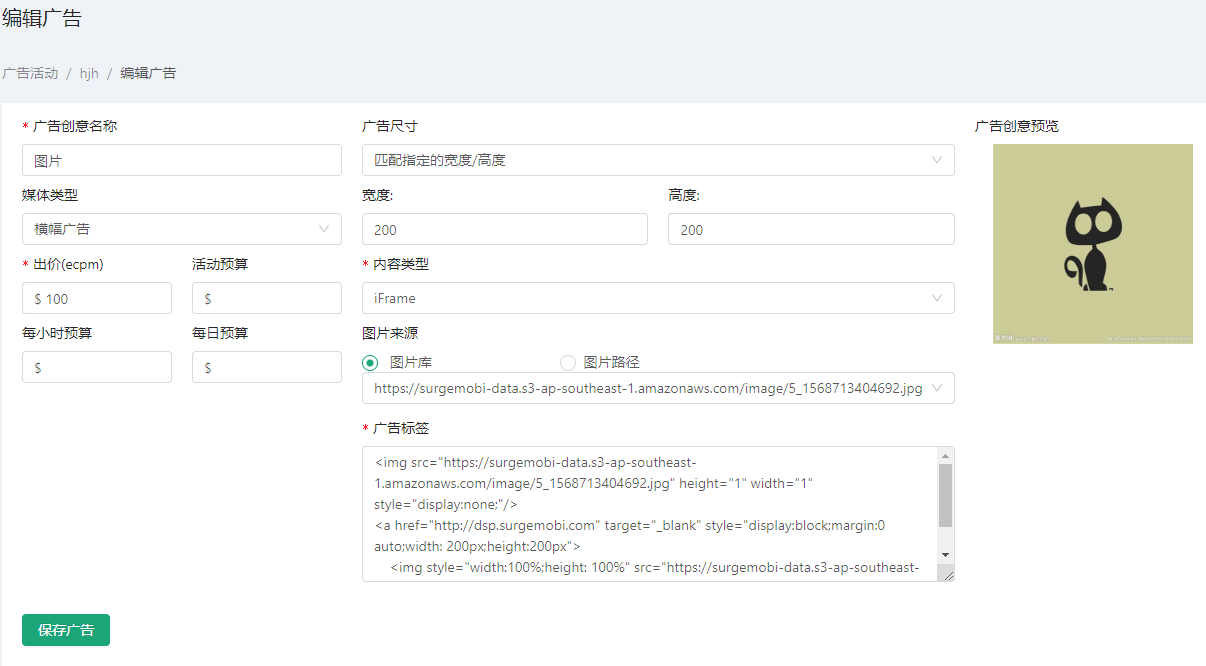 编辑广告
广告活动 / hjh / 编辑广告
* 广告创意名称
图片
媒体类型
横幅广告
* 出价(ecpm)
活动预算
$ 100
$
每小时预算
每日预算
$
$
广告尺寸
匹配指定的宽度/高度
宽度:
高度:
200
200
* 内容类型
iFrame
图片来源
图片库
图片路径
https://surgemobi-data.s3-ap-southeast-1.amazonaws.com/image/5_1568713404692.jpg
* 广告标签
<img src="https://surgemobi-data.s3-ap-southeast-
1.amazonaws.com/image/5_1568713404692.jpg" height="1" width="1"
style="display:none;"/>
<a href="http://dsp.surgemobi.com" target="_blank" style="display:block;margin:0
auto;width: 200px;height:200px">
<img style="width:100%;height: 100%" src="https://surgemobi-data.s3-ap-southeast-
广告创意预览
保存广告